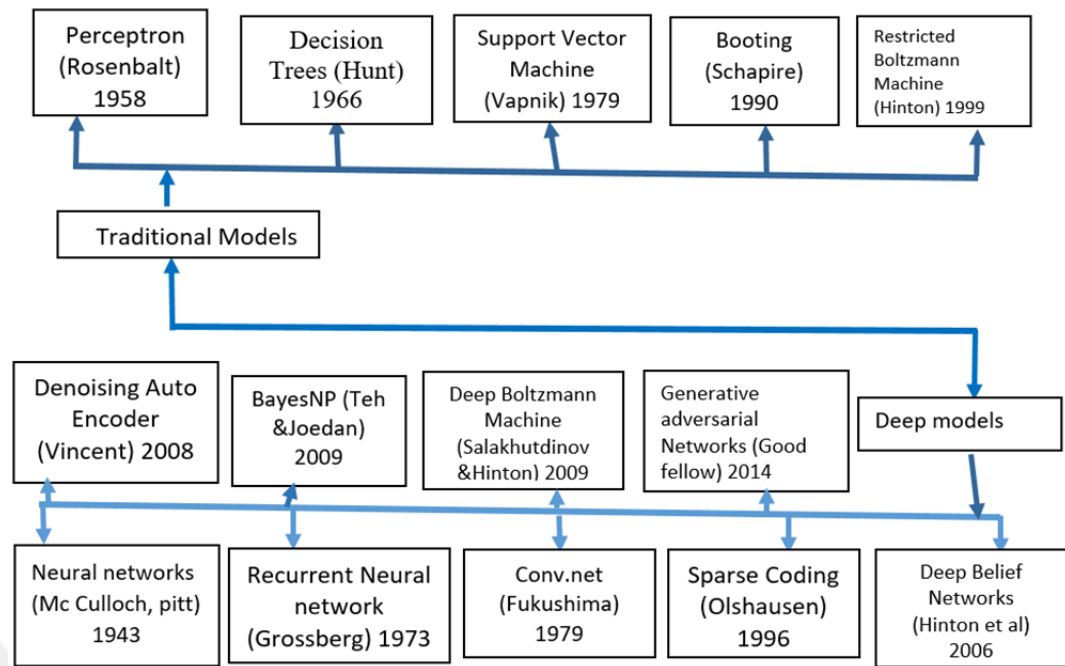 Perceptron
(Rosenbalt)
1958
Decision
Trees (Hunt)
1966
Support Vector
Machine
(Vapnik) 1979
Booting
(Schapire)
1990
Restricted
Boltzmann
Machine
(Hinton) 1999
Traditional Models
Denoising Auto
Encoder
(Vincent) 2008
BayesNP (Teh
&Joedan)
2009
Deep Boltzmann
Machine
(Salakhutdinov
&Hinton) 2009
Generative
adversarial
Networks (Good
fellow) 2014
Deep models
Neural networks
(Mc Culloch, pitt)
1943
Recurrent Neural
network
(Grossberg) 1973
Conv.net
(Fukushima)
1979
Sparse Coding
(Olshausen)
1996
Deep Belief
Networks
(Hinton et al)
2006